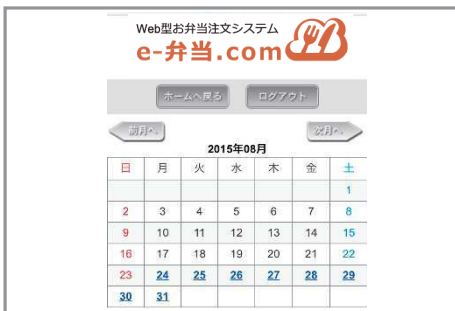 Web型お弁当注文システム
e-弁当.com
ホームへ戻る ログアウト
前月へ 次月へ
2015年08月
日 月 火 水 木 金 土
1
2 3 4 5 6 7 8
9 10 11 12 13 14 15
16 17 18 19 20 21 22
23 24 25 26 27 28 29
30 31